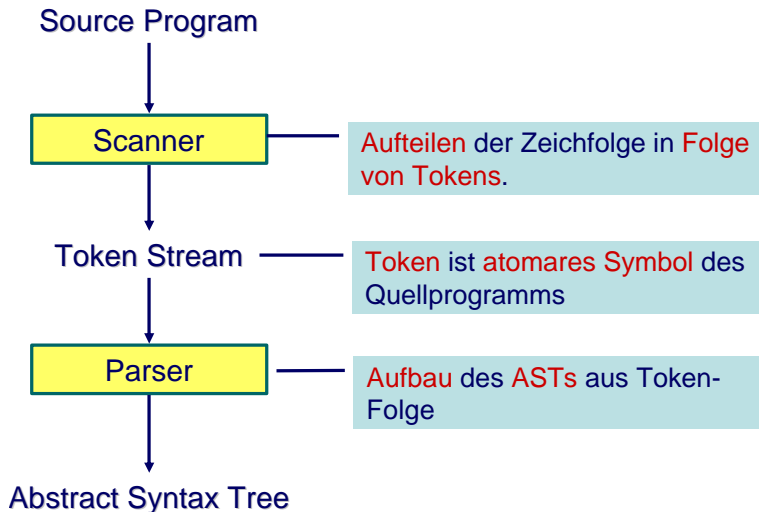 Source Program
Scanner
Aufteilen der Zeichfolge in Folge
von Tokens.
Token Stream
Token ist atomares Symbol des
Quellprogramms
Parser
Aufbau des ASTs aus Token-
Folge
Abstract Syntax Tree